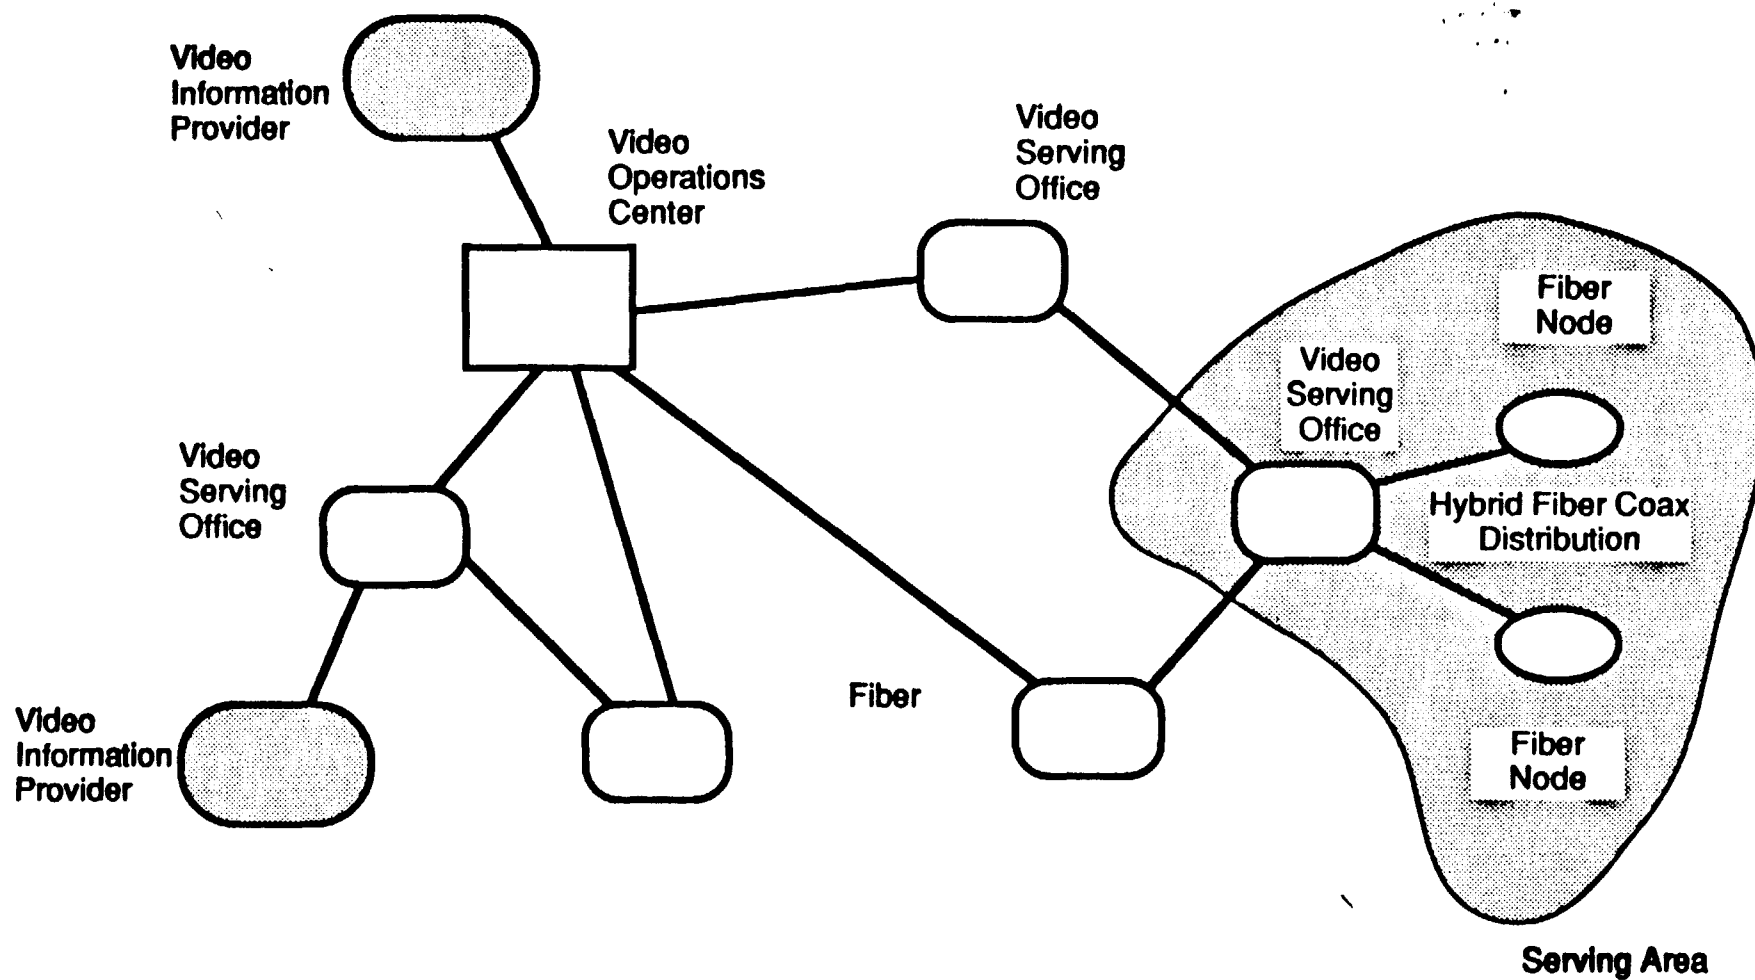 Video
Information
Provider
Video
Operations
Center
Video
Serving
Office
Fiber
Node
Video
Serving
Office
Video
Serving
Office
Hybrid Fiber Coax
Distribution
Fiber
Video
Information
Provider
Fiber
Node
Serving Area